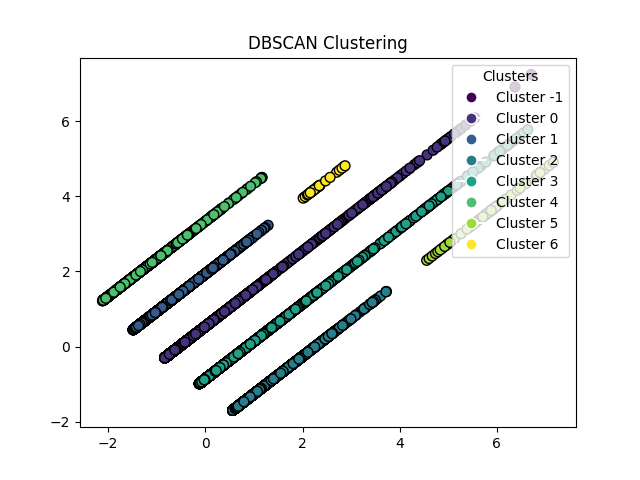 DBSCAN Clustering
Clusters
Cluster -1
Cluster 0
Cluster 1
Cluster 2
Cluster 3
Cluster 4
Cluster 5
Cluster 6
6
4
2
0
−2
−2
0
2
4
6